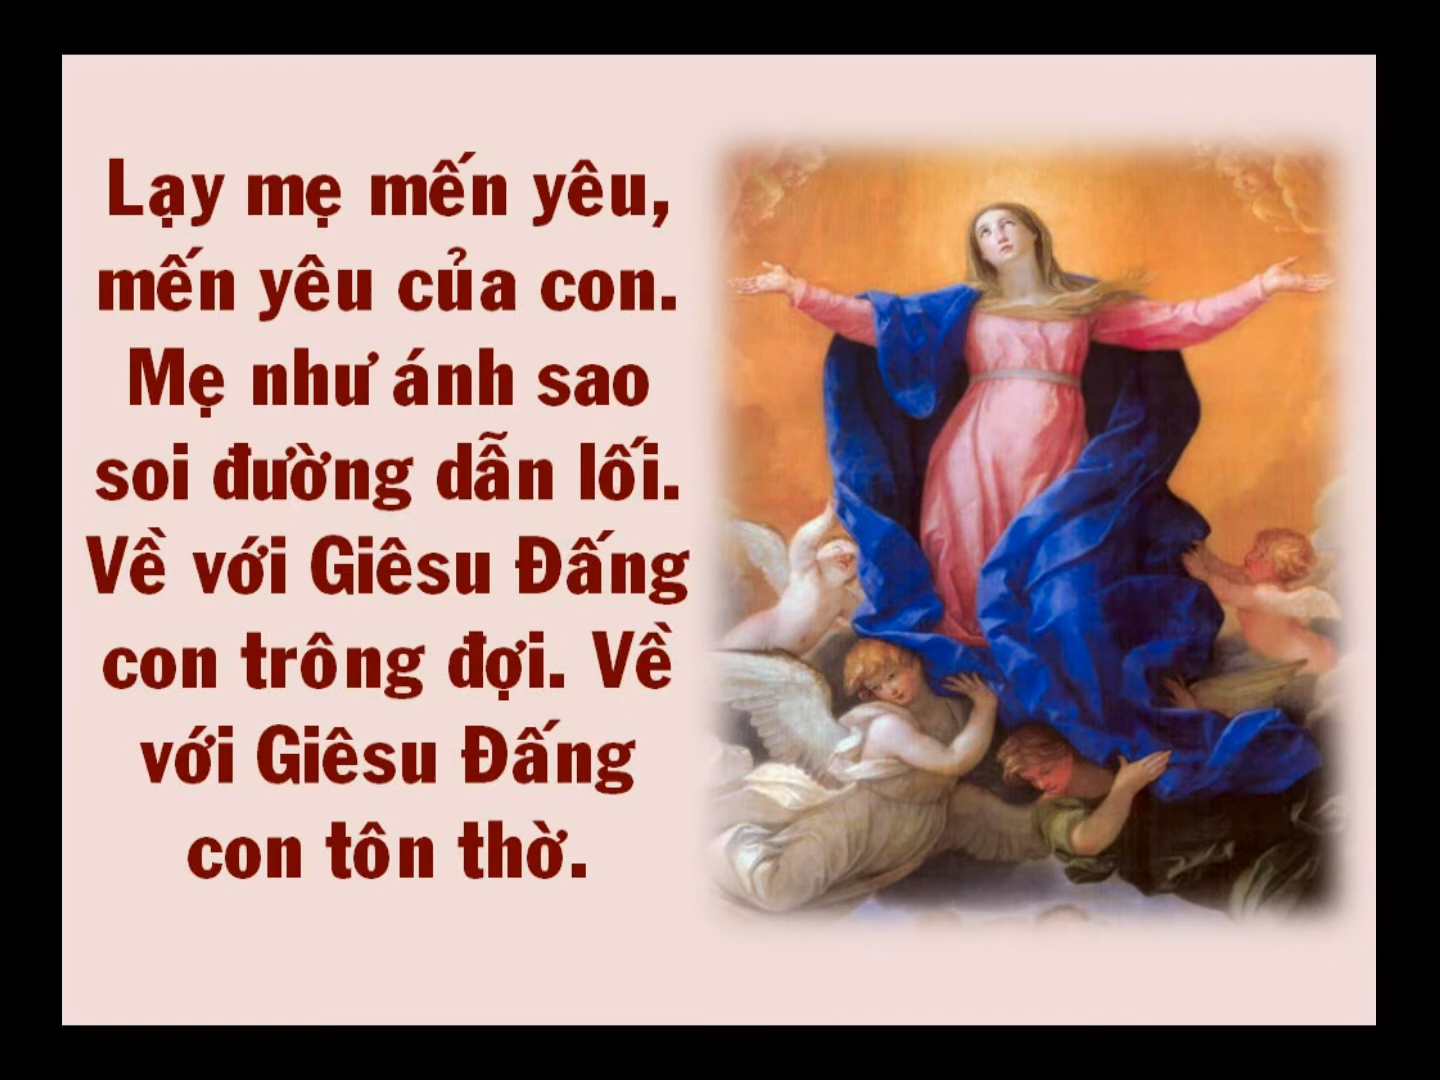 Lạy mẹ mến yêu,
mến yêu của con.
Mẹ như ánh sao
soi đường dẫn lối.
Về với Giêsu Đấng
con trông đợi. Về
với Giêsu Đấng
con tôn thờ.